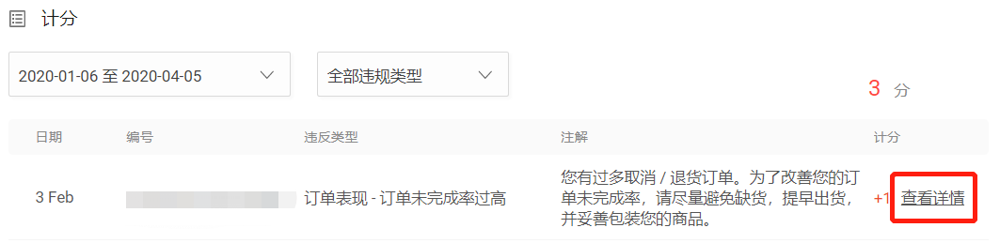 计分
2020-01-06 至 2020-04-05
全部违规类型
3 分
日期 编号 违反类型 注解 计分
3 Feb 订单表现 - 订单未完成率过高 +1 查看详情
您有过多取消 / 退货订单。为了改善您的订
单未完成率，请尽量避免缺货，提早出货，
并妥善包装您的商品。